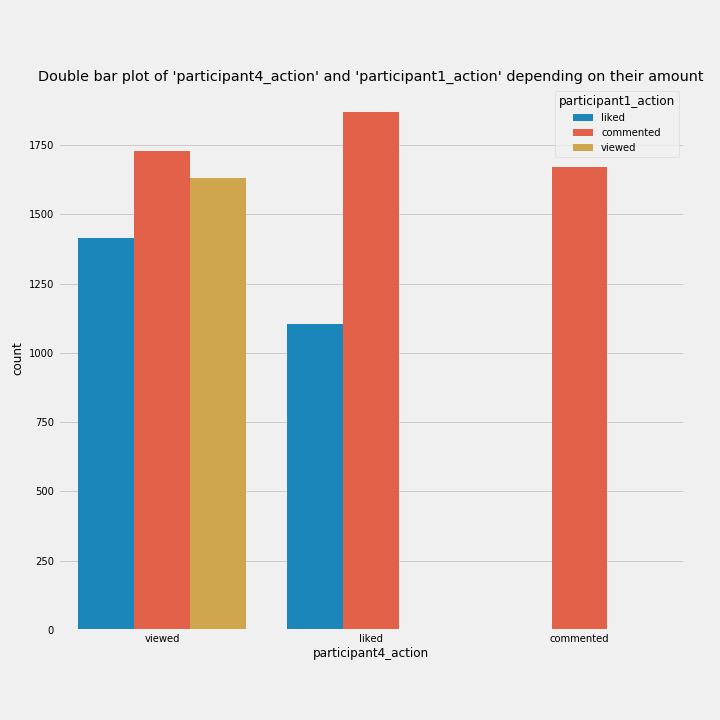 Double bar plot of 'participant4_action' and 'participant1_action' depending on their amount
participant1_action
liked
commented
viewed
1750
1500
1250
1000
750
500
250
0
count
viewed
liked
commented
participant4_action